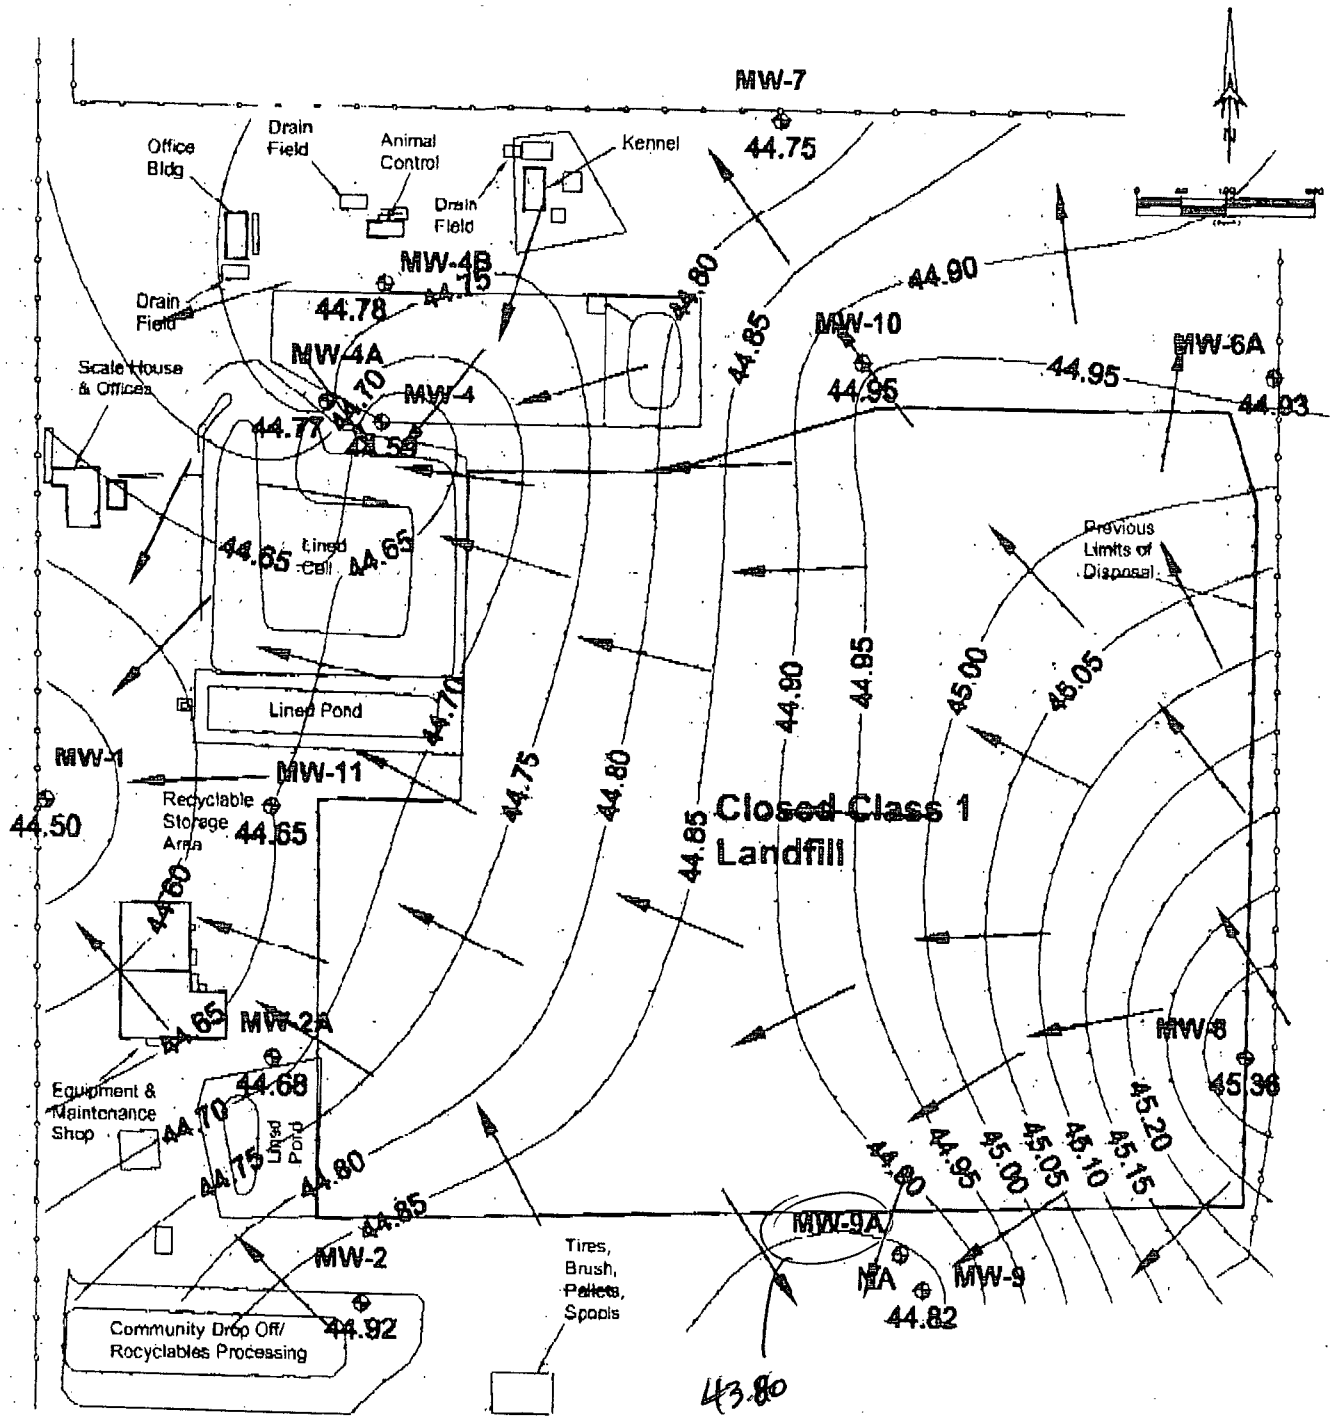 MW-7
44.75
Office
Bldg
Drain
Field
Animal
Control
Drain
Field
Kennel
N
MW-4B
44.75
44.78
Drain
Field
44.80
44.85
44.90
MW-10
44.95
MW-6A
44.93
44.95
MW-4A
44.70
MW-4
44.77
Scale House
& Offices
44.65
Lined
Cell
44.65
Previous
Limits of
Disposal
44.90
44.95
45.00
45.05
Lined Pond
44.70
MW-1
44.50
MW-11
44.65
Recyclable
Storage
Area
44.75
44.80
44.85
Closed Class 1
Landfill
44.60
44.65
MW-2A
44.68
MW-8
45.36
Equipment &
Maintenance
Shop
44.70
44.75
Lined
Pond
44.80
44.85
44.95
45.00
45.05
45.10
45.15
45.20
MW-9A
NA
MW-9
44.82
MW-2
44.92
Tires,
Brush,
Pallets,
Spools
Community Drop Off/
Recyclables Processing
43.80